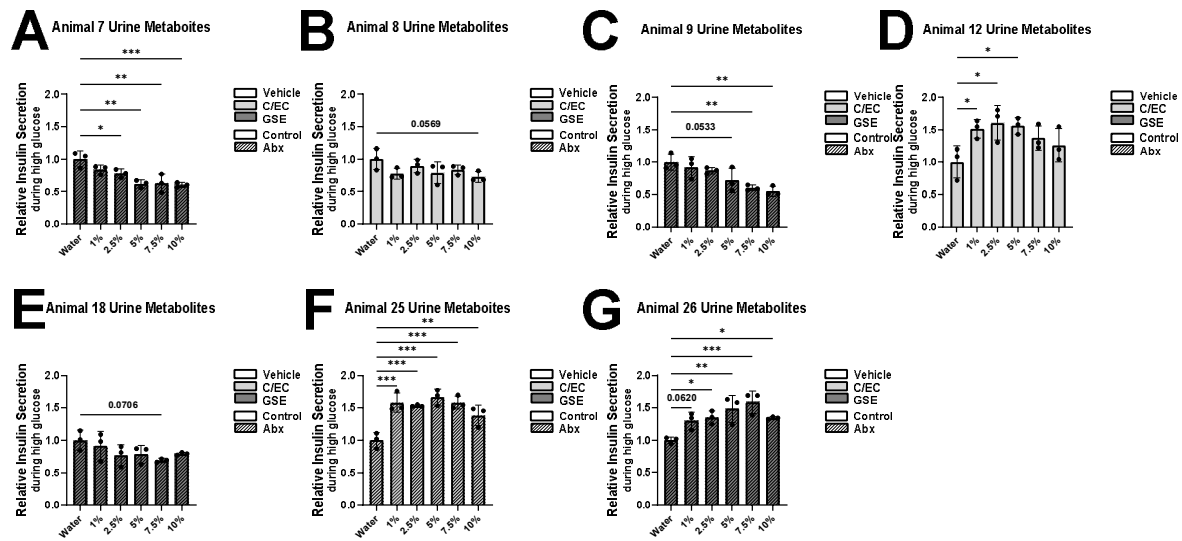 A
Animal 7 Urine Metaboites
***
**
**
*
Relative Insulin Secretion
during high glucose
2.0
1.5
1.0
0.5
0.0
Water
1%
2.5%
5%
7.5%
10%
Vehicle
C/EC
GSE
Control
Abx
B
Animal 8 Urine Metabolites
0.0569
Relative Insulin Secretion
during high glucose
2.0
1.5
1.0
0.5
0.0
Water
1%
2.5%
5%
7.5%
10%
Vehicle
C/EC
GSE
Control
Abx
C
Animal 9 Urine Metabolites
**
**
0.0533
Relative Insulin Secretion
during high glucose
2.0
1.5
1.0
0.5
0.0
Water
1%
2.5%
5%
7.5%
10%
Vehicle
C/EC
GSE
Control
Abx
D
Animal 12 Urine Metabolites
*
*
*
Relative Insulin Secretion
during high glucose
2.0
1.5
1.0
0.5
0.0
Water
1%
2.5%
5%
7.5%
10%
Vehicle
C/EC
GSE
Control
Abx
E
Animal 18 Urine Metabolites
0.0706
Relative Insulin Secretion
during high glucose
2.0
1.5
1.0
0.5
0.0
Water
1%
2.5%
5%
7.5%
10%
Vehicle
C/EC
GSE
Control
Abx
F
Animal 25 Urine Metaboites
**
***
***
***
***
Relative Insulin Secretion
during high glucose
2.0
1.5
1.0
0.5
0.0
Water
1%
2.5%
5%
7.5%
10%
Vehicle
C/EC
GSE
Control
Abx
G
Animal 26 Urine Metabolites
*
***
**
*
0.0620
Relative Insulin Secretion
during high glucose
2.0
1.5
1.0
0.5
0.0
Water
1%
2.5%
5%
7.5%
10%
Vehicle
C/EC
GSE
Control
Abx